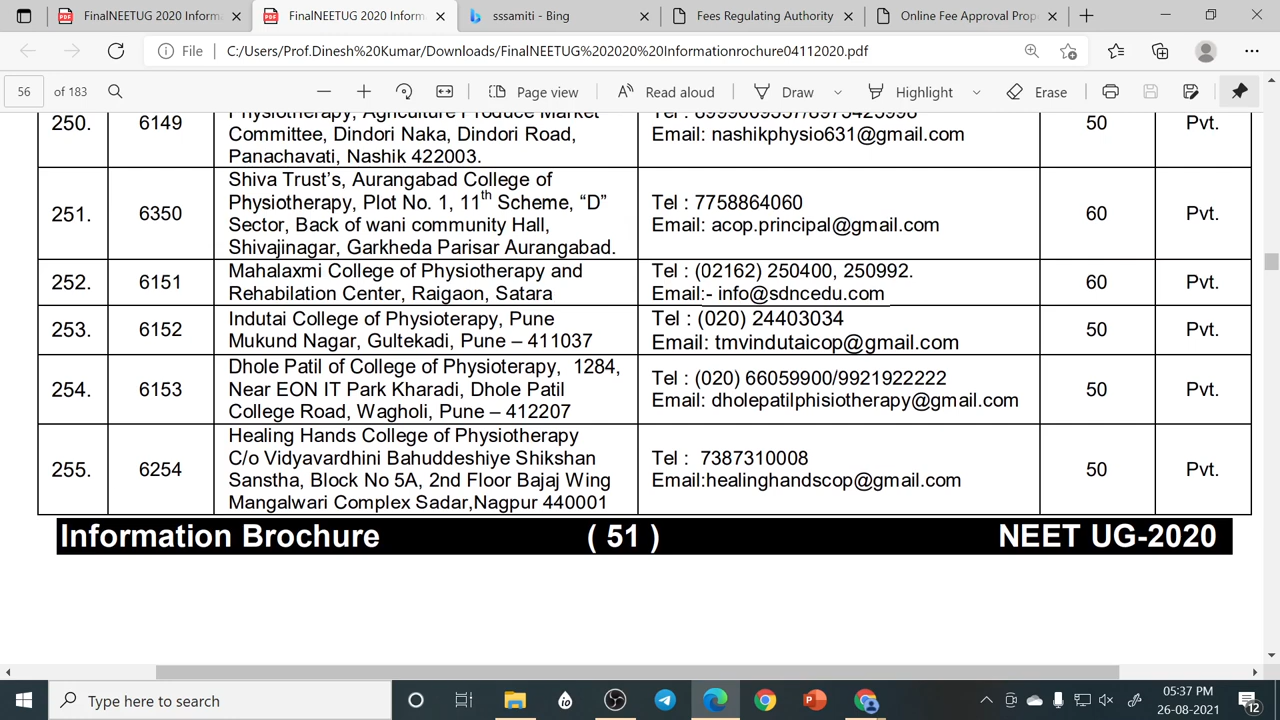 FinalNEETUG 2020 Inform
FinalNEETUG 2020 Inform
sssamiti - Bing
Fees Regulating Authority
Online Fee Approval Prop
File
C:/Users/Prof.Dinesh%20Kumar/Downloads/FinalNEETUG%202020%20Informationrochure04112020.pdf
56 of 183
Page view
Read aloud
Draw
Highlight
Erase
250. 6149 Physiotherapy, Agriculture Produce Market
Committee, Dindori Naka, Dindori Road,
Panachavati, Nashik 422003.
Email: nashikphysio631@gmail.com
50 Pvt.
251. 6350 Shiva Trust’s, Aurangabad College of
Physiotherapy, Plot No. 1, 11th Scheme, “D”
Sector, Back of wani community Hall,
Shivajinagar, Garkheda Parisar Aurangabad.
Tel : 7758864060
Email: acop.principal@gmail.com
60 Pvt.
252. 6151 Mahalaxmi College of Physiotherapy and
Rehabilation Center, Raigaon, Satara
Tel : (02162) 250400, 250992.
Email:- info@sdncedu.com
60 Pvt.
253. 6152 Indutai College of Physioterapy, Pune
Mukund Nagar, Gultekadi, Pune – 411037
Tel : (020) 24403034
Email: tmvindutaicop@gmail.com
50 Pvt.
254. 6153 Dhole Patil of College of Physioterapy, 1284,
Near EON IT Park Kharadi, Dhole Patil
College Road, Wagholi, Pune – 412207
Tel : (020) 66059900/9921922222
Email: dholepatilphisiotherapy@gmail.com
50 Pvt.
255. 6254 Healing Hands College of Physiotherapy
C/o Vidyavardhini Bahuddeshiye Shikshan
Sanstha, Block No 5A, 2nd Floor Bajaj Wing
Mangalwari Complex Sadar,Nagpur 440001
Tel : 7387310008
Email:healinghandscop@gmail.com
50 Pvt.
Information Brochure ( 51 ) NEET UG-2020
Type here to search
05:37 PM
26-08-2021
12